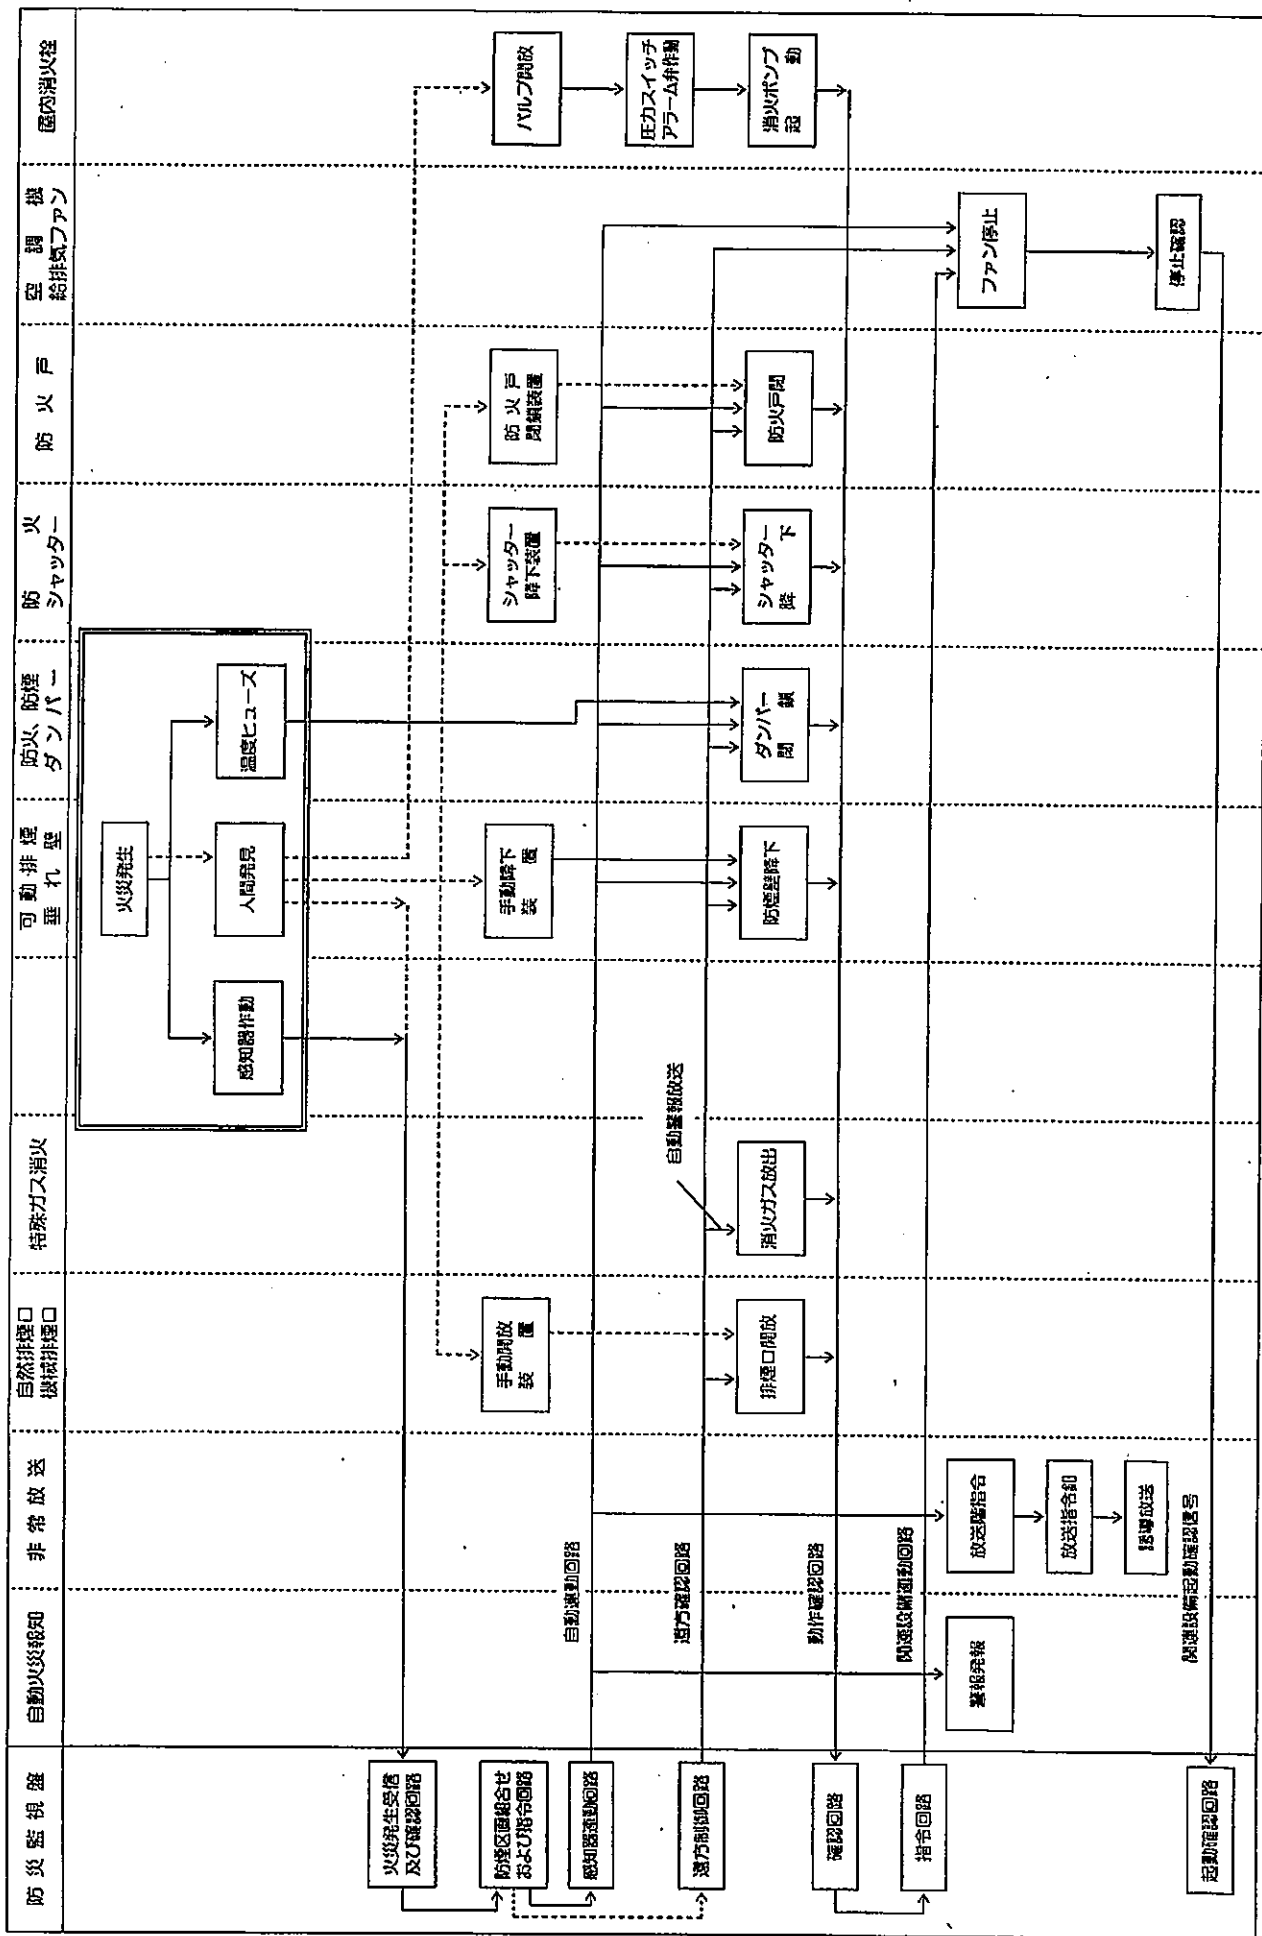 防災監視盤
自動火災報知
非常放送
自然排煙口
機械排煙口
特殊ガス消火
可動排煙
垂れ壁
防火、防煙
ダンパー
防火
シャッター
防火戸
空調機
給排気ファン
屋内消火栓
火災発生
感知器作動
人間発見
温度ヒューズ
火災発生受信
及び確認回路
防煙区画組合せ
および指令回路
手動開放
装置
手動降下
装置
シャッター
降下装置
防火戸
閉鎖装置
バルブ開放
感知器連動回路
自動連動回路
圧力スイッチ
アラーム弁作動
自動警報放送
遠方制御回路
遠方確認回路
排煙口開放
消火ガス放出
防煙壁降下
ダンパー
閉鎖
シャッター
降下
防火戸閉
消火ポンプ
起動
確認回路
動作確認回路
指令回路
関連設備連動回路
警報発報
放送階指令
放送指令卸
誘導放送
ファン停止
停止確認
起動確認回路
関連設備起動確認信号